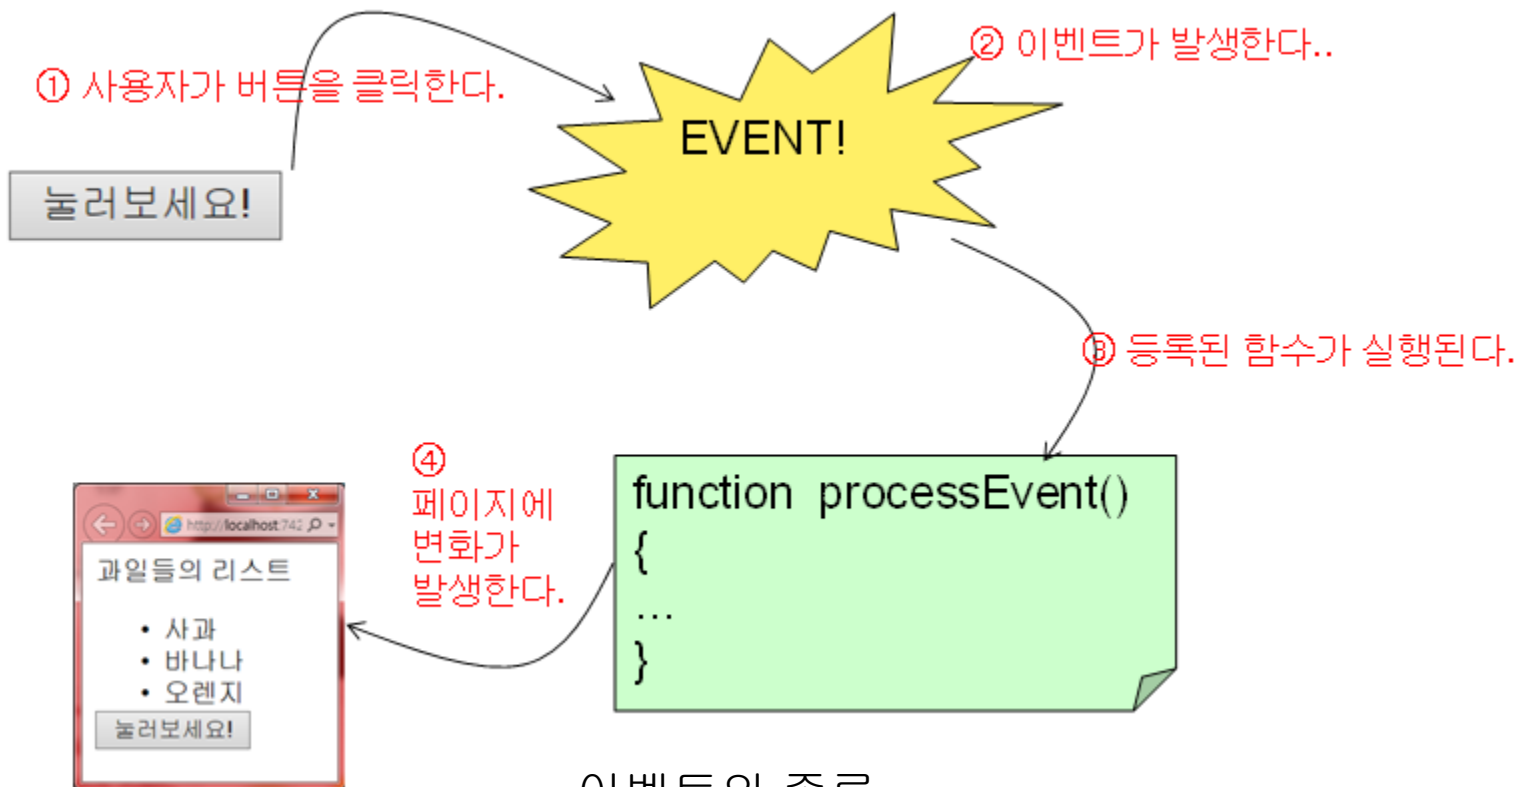 ① 사용자가 버튼을 클릭한다.
눌러보세요!
EVENT!
② 이벤트가 발생한다..
③ 등록된 함수가 실행된다.
function processEvent()
{
...
}
④
페이지에
변화가
발생한다.
http://localhost:742
과일들의 리스트
• 사과
• 바나나
• 오렌지
눌러보세요!